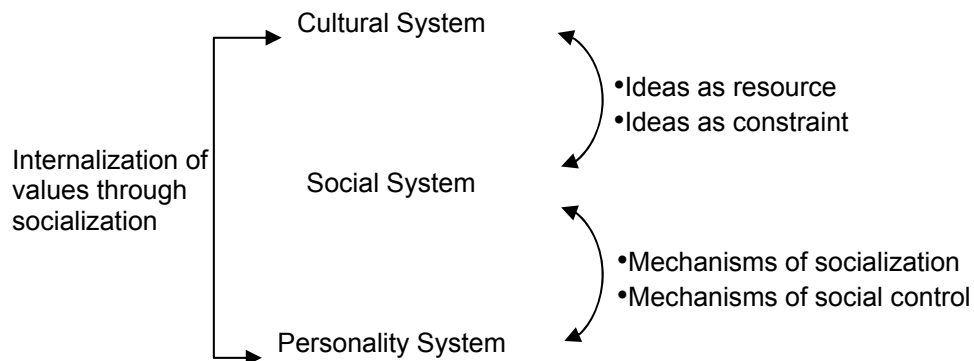 Cultural System
•Ideas as resource
•Ideas as constraint
Internalization of
values through
socialization
Social System
•Mechanisms of socialization
•Mechanisms of social control
Personality System